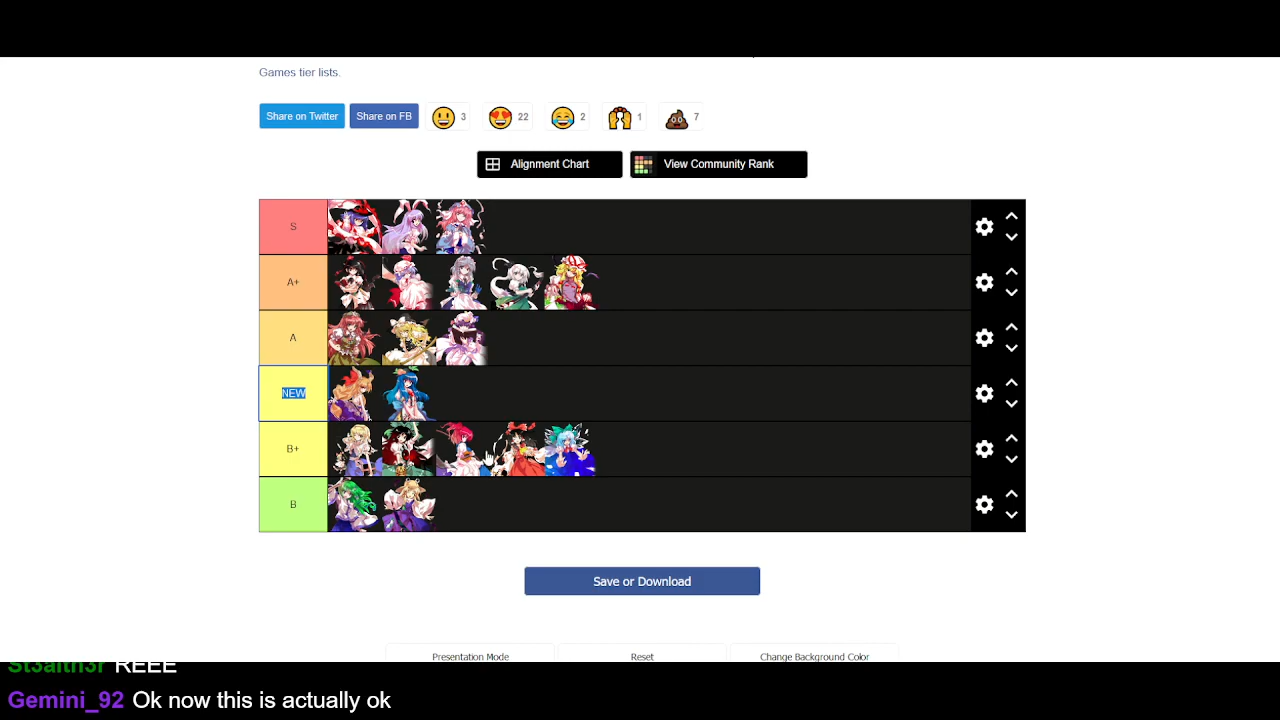 Games tier lists.
Share on Twitter Share on FB 3 22 2 1 7
Alignment Chart View Community Rank
S
A+
A
NEW
B+
B
Save or Download
Presentation Mode Reset Change Background Color
St3alth3r REEE
Gemini_92 Ok now this is actually ok